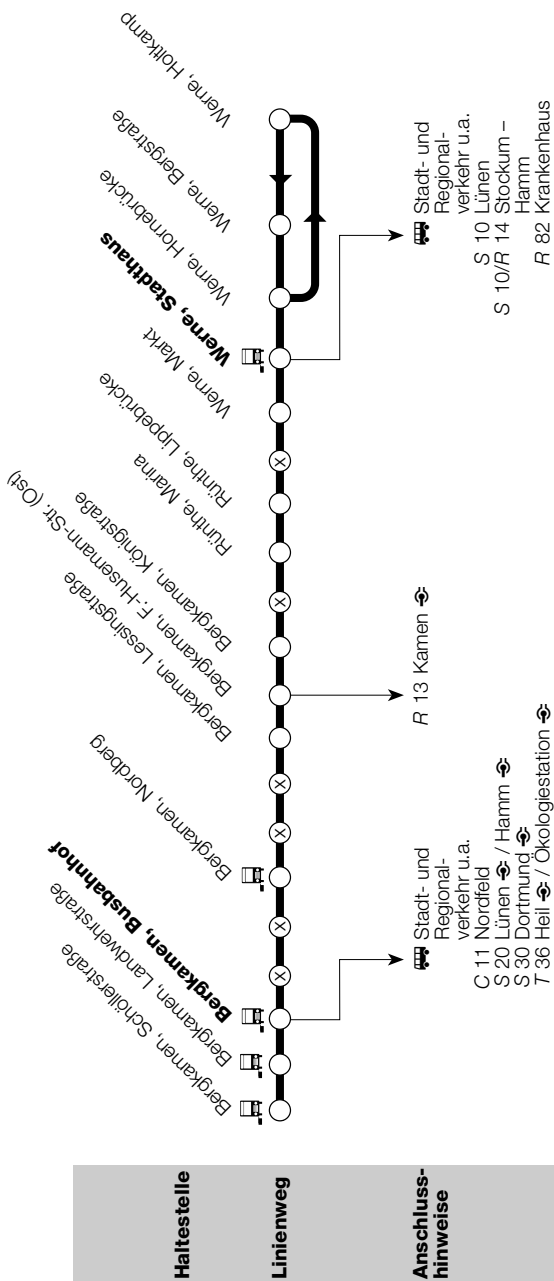 Haltestelle
Bergkamen, Schöllerstraße
Bergkamen, Landwehrstraße
Bergkamen, Busbahnhof
Bergkamen, Nordberg
Bergkamen, Lessingstraße
Bergkamen, F.-Husemann-Str. (Ost)
Bergkamen, Königstraße
Rünthe, Marina
Rünthe, Lippebrücke
Werne, Markt
Werne, Stadthaus
Werne, Hornebrücke
Werne, Bergstraße
Werne, Holtkamp
Linienweg
X X X X X X
Anschluss-
hinweise
Stadt- und
Regional-
verkehr u.a.
C 11 Nordfeld
S 20 Lünen / Hamm
S 30 Dortmund
T 36 Heil / Ökologiestation
R 13 Kamen
Stadt- und
Regional-
verkehr u.a.
S 10 Lünen
S 10/R 14 Stockum –
Hamm
R 82 Krankenhaus